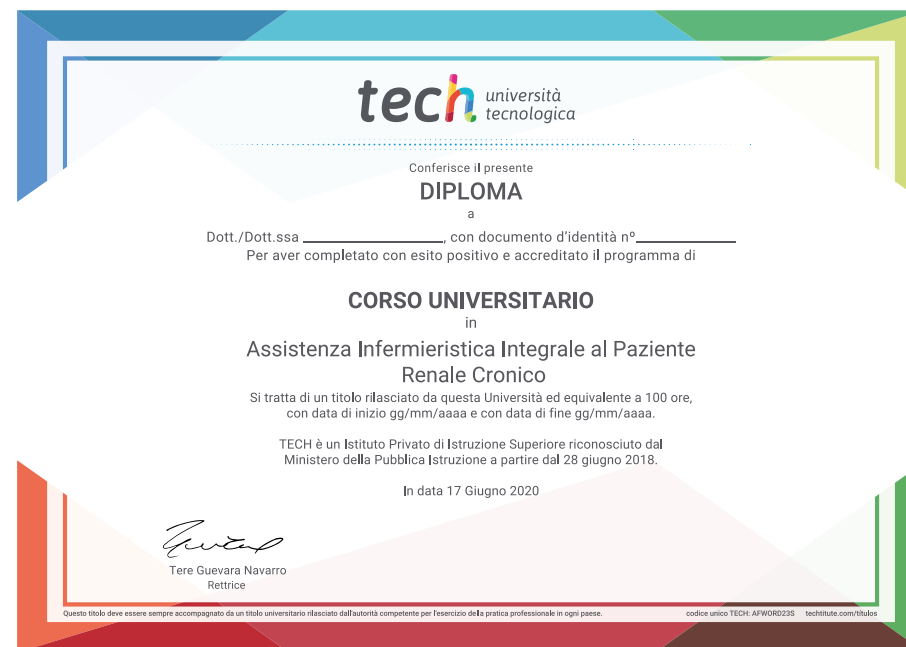 tech università
tecnologica
Conferisce il presente
DIPLOMA
a
Dott./Dott.ssa ____________________, con documento d'identità nº______________
Per aver completato con esito positivo e accreditato il programma di
CORSO UNIVERSITARIO
in
Assistenza Infermieristica Integrale al Paziente
Renale Cronico
Si tratta di un titolo rilasciato da questa Università ed equivalente a 100 ore,
con data di inizio gg/mm/aaaa e con data di fine gg/mm/aaaa.
TECH è un Istituto Privato di Istruzione Superiore riconosciuto dal
Ministero della Pubblica Istruzione a partire dal 28 giugno 2018.
In data 17 Giugno 2020
Tere Guevara Navarro
Rettrice
Questo titolo deve essere sempre accompagnato da un titolo universitario rilasciato dall'autorità competente per l'esercizio della pratica professionale in ogni paese. codice unico TECH: AFWORD23S techtitute.com/titulos